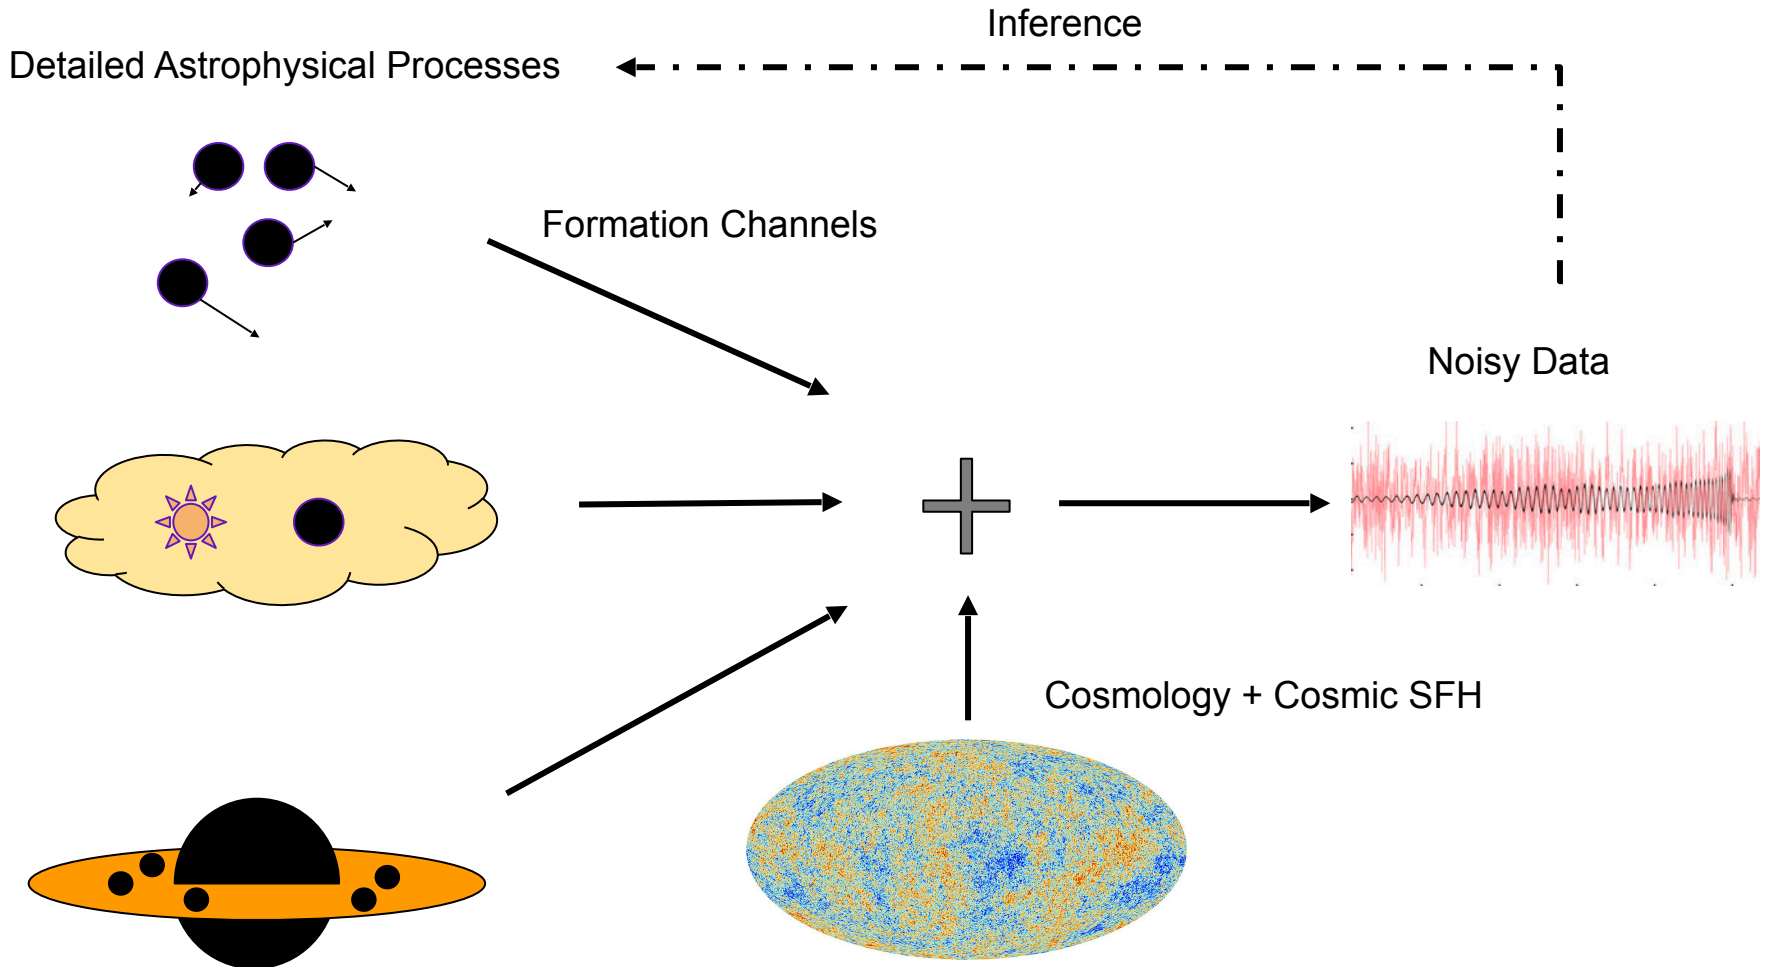 Inference
Detailed Astrophysical Processes
Formation Channels
Noisy Data
Cosmology + Cosmic SFH